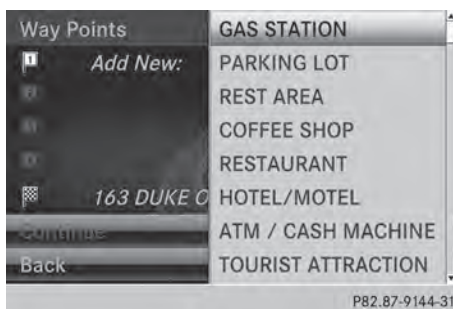 Way Points
1 Add New:
163 DUKE O
Continue
Back
GAS STATION
PARKING LOT
REST AREA
COFFEE SHOP
RESTAURANT
HOTEL/MOTEL
ATM / CASH MACHINE
TOURIST ATTRACTION
P82.87-9144-31